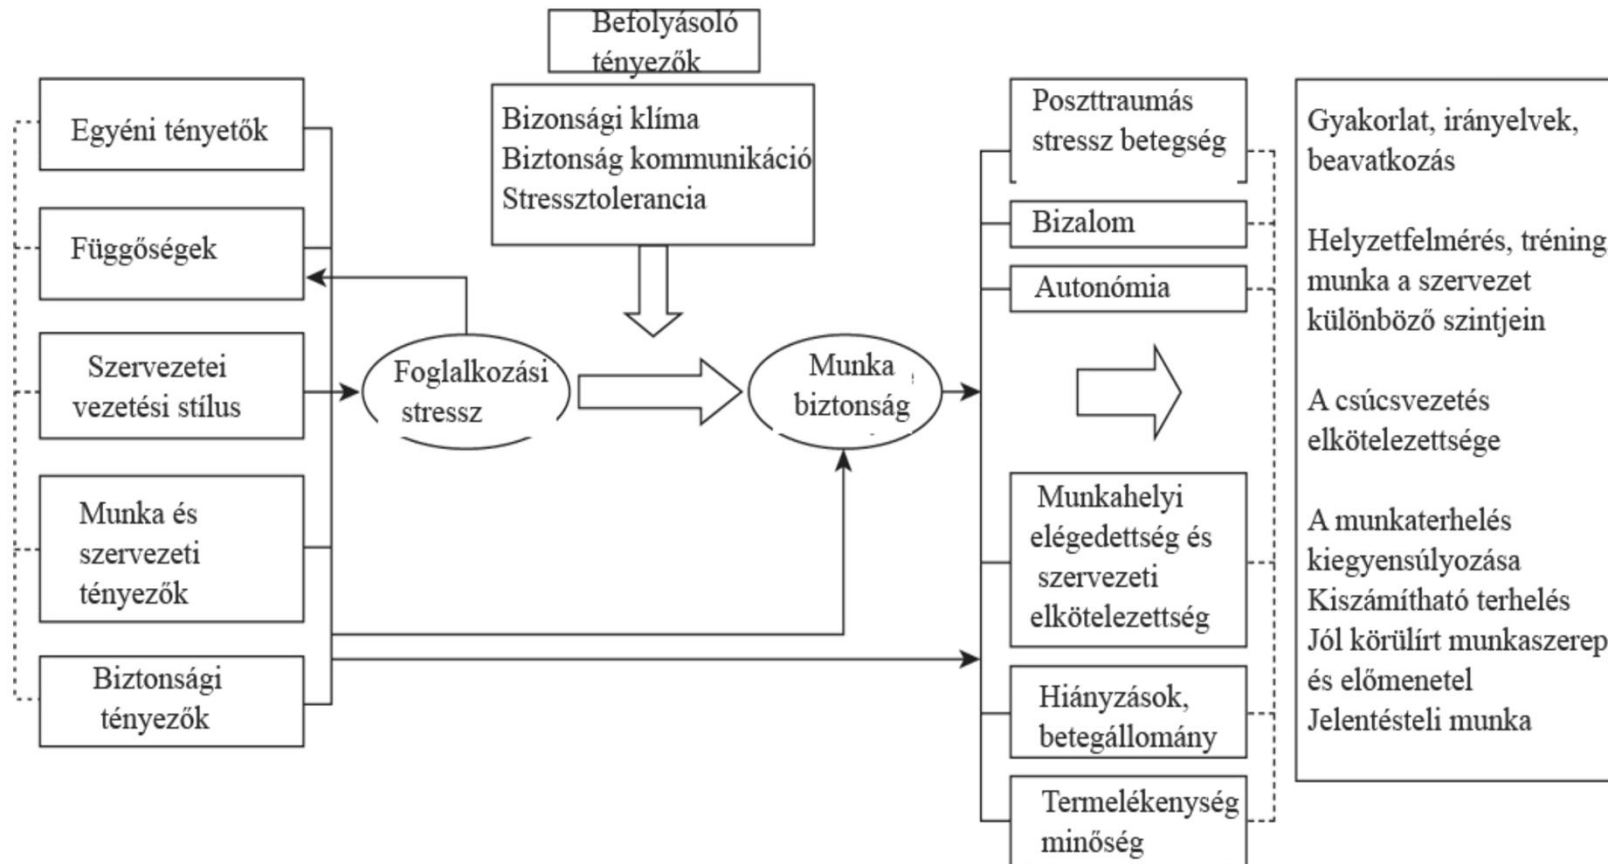 Befolyásoló
tényezők
Bizonsági klíma
Biztonság kommunikáció
Stressztolerancia
Egyéni tényetők
Függőségek
Szervezetei
vezetési stílus
Munka és
szervezeti
tényezők
Biztonsági
tényezők
Foglalkozási
stressz
Munka
biztonság
Poszttraumás
stressz betegség
Bizalom
Autonómia
Munkahelyi
elégedettség és
szervezeti
elkötelezettség
Hiányzások,
betegállomány
Termelékenység
minőség
Gyakorlat, irányelvek,
beavatkozás
Helyzetfelmérés, tréning
munka a szervezet
különböző szintjein
A csúcsvezetés
elkötelezettsége
A munkaterhelés
kiegyensúlyozása
Kiszámítható terhelés
Jól körülírt munkaszerep
és előmenetel
Jelentésteli munka